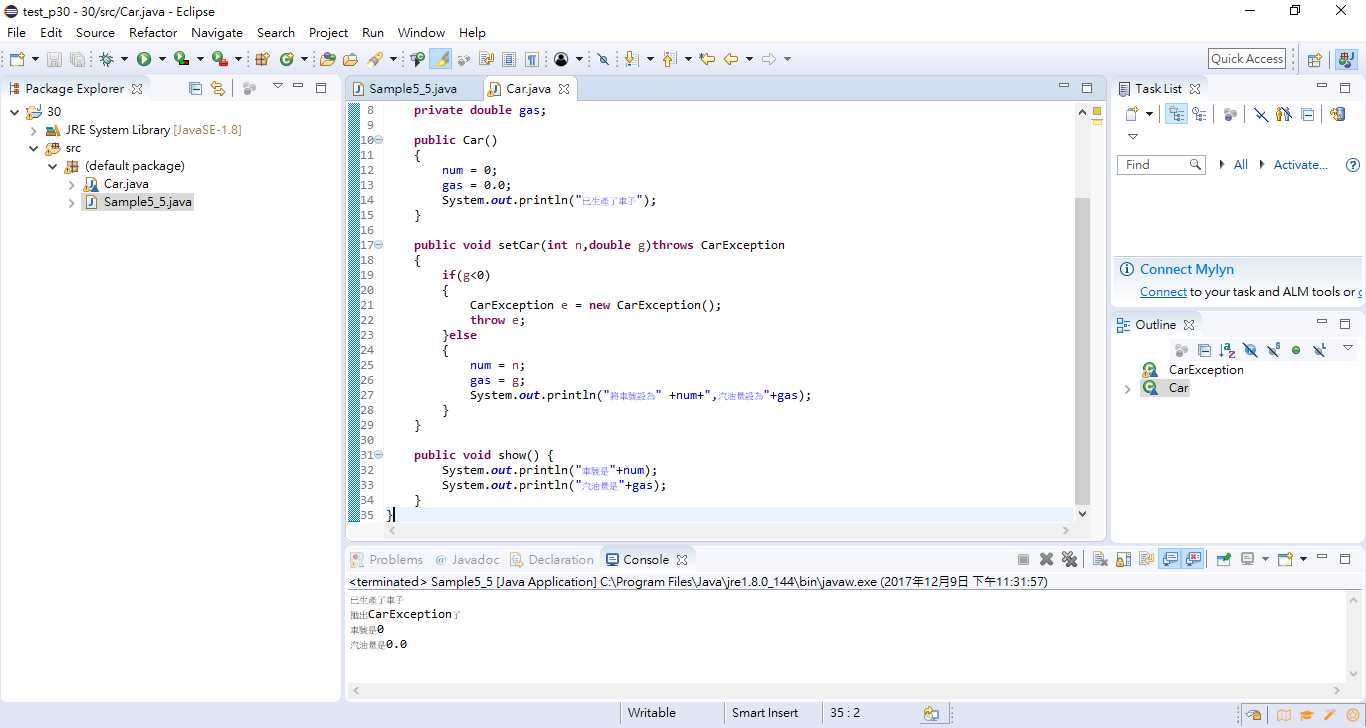 test_p30 - 30/src/Car.java - Eclipse
File Edit Source Refactor Navigate Search Project Run Window Help
Quick Access
Package Explorer
30
JRE System Library [JavaSE-1.8]
src
(default package)
Car.java
Sample5_5.java
Sample5_5.java Car.java
8 private double gas;
9
10 public Car()
11 {
12 num = 0;
13 gas = 0.0;
14 System.out.println("已生產了車子");
15 }
16
17 public void setCar(int n,double g)throws CarException
18 {
19 if(g<0)
20 {
21 CarException e = new CarException();
22 throw e;
23 }else
24 {
25 num = n;
26 gas = g;
27 System.out.println("將車號設為" +num+",汽油量設為"+gas);
28 }
29 }
30
31 public void show() {
32 System.out.println("車號是"+num);
33 System.out.println("汽油量是"+gas);
34 }
35 }
Task List
Find All Activate...
Connect Mylyn
Connect to your task and ALM tools or
Outline
CarException
Car
Problems @ Javadoc Declaration Console
<terminated> Sample5_5 [Java Application] C:\Program Files\Java\jre1.8.0_144\bin\javaw.exe (2017年12月9日 下午11:31:57)
已生產了車子
拋出CarException了
車號是0
汽油量是0.0
Writable Smart Insert 35 : 2